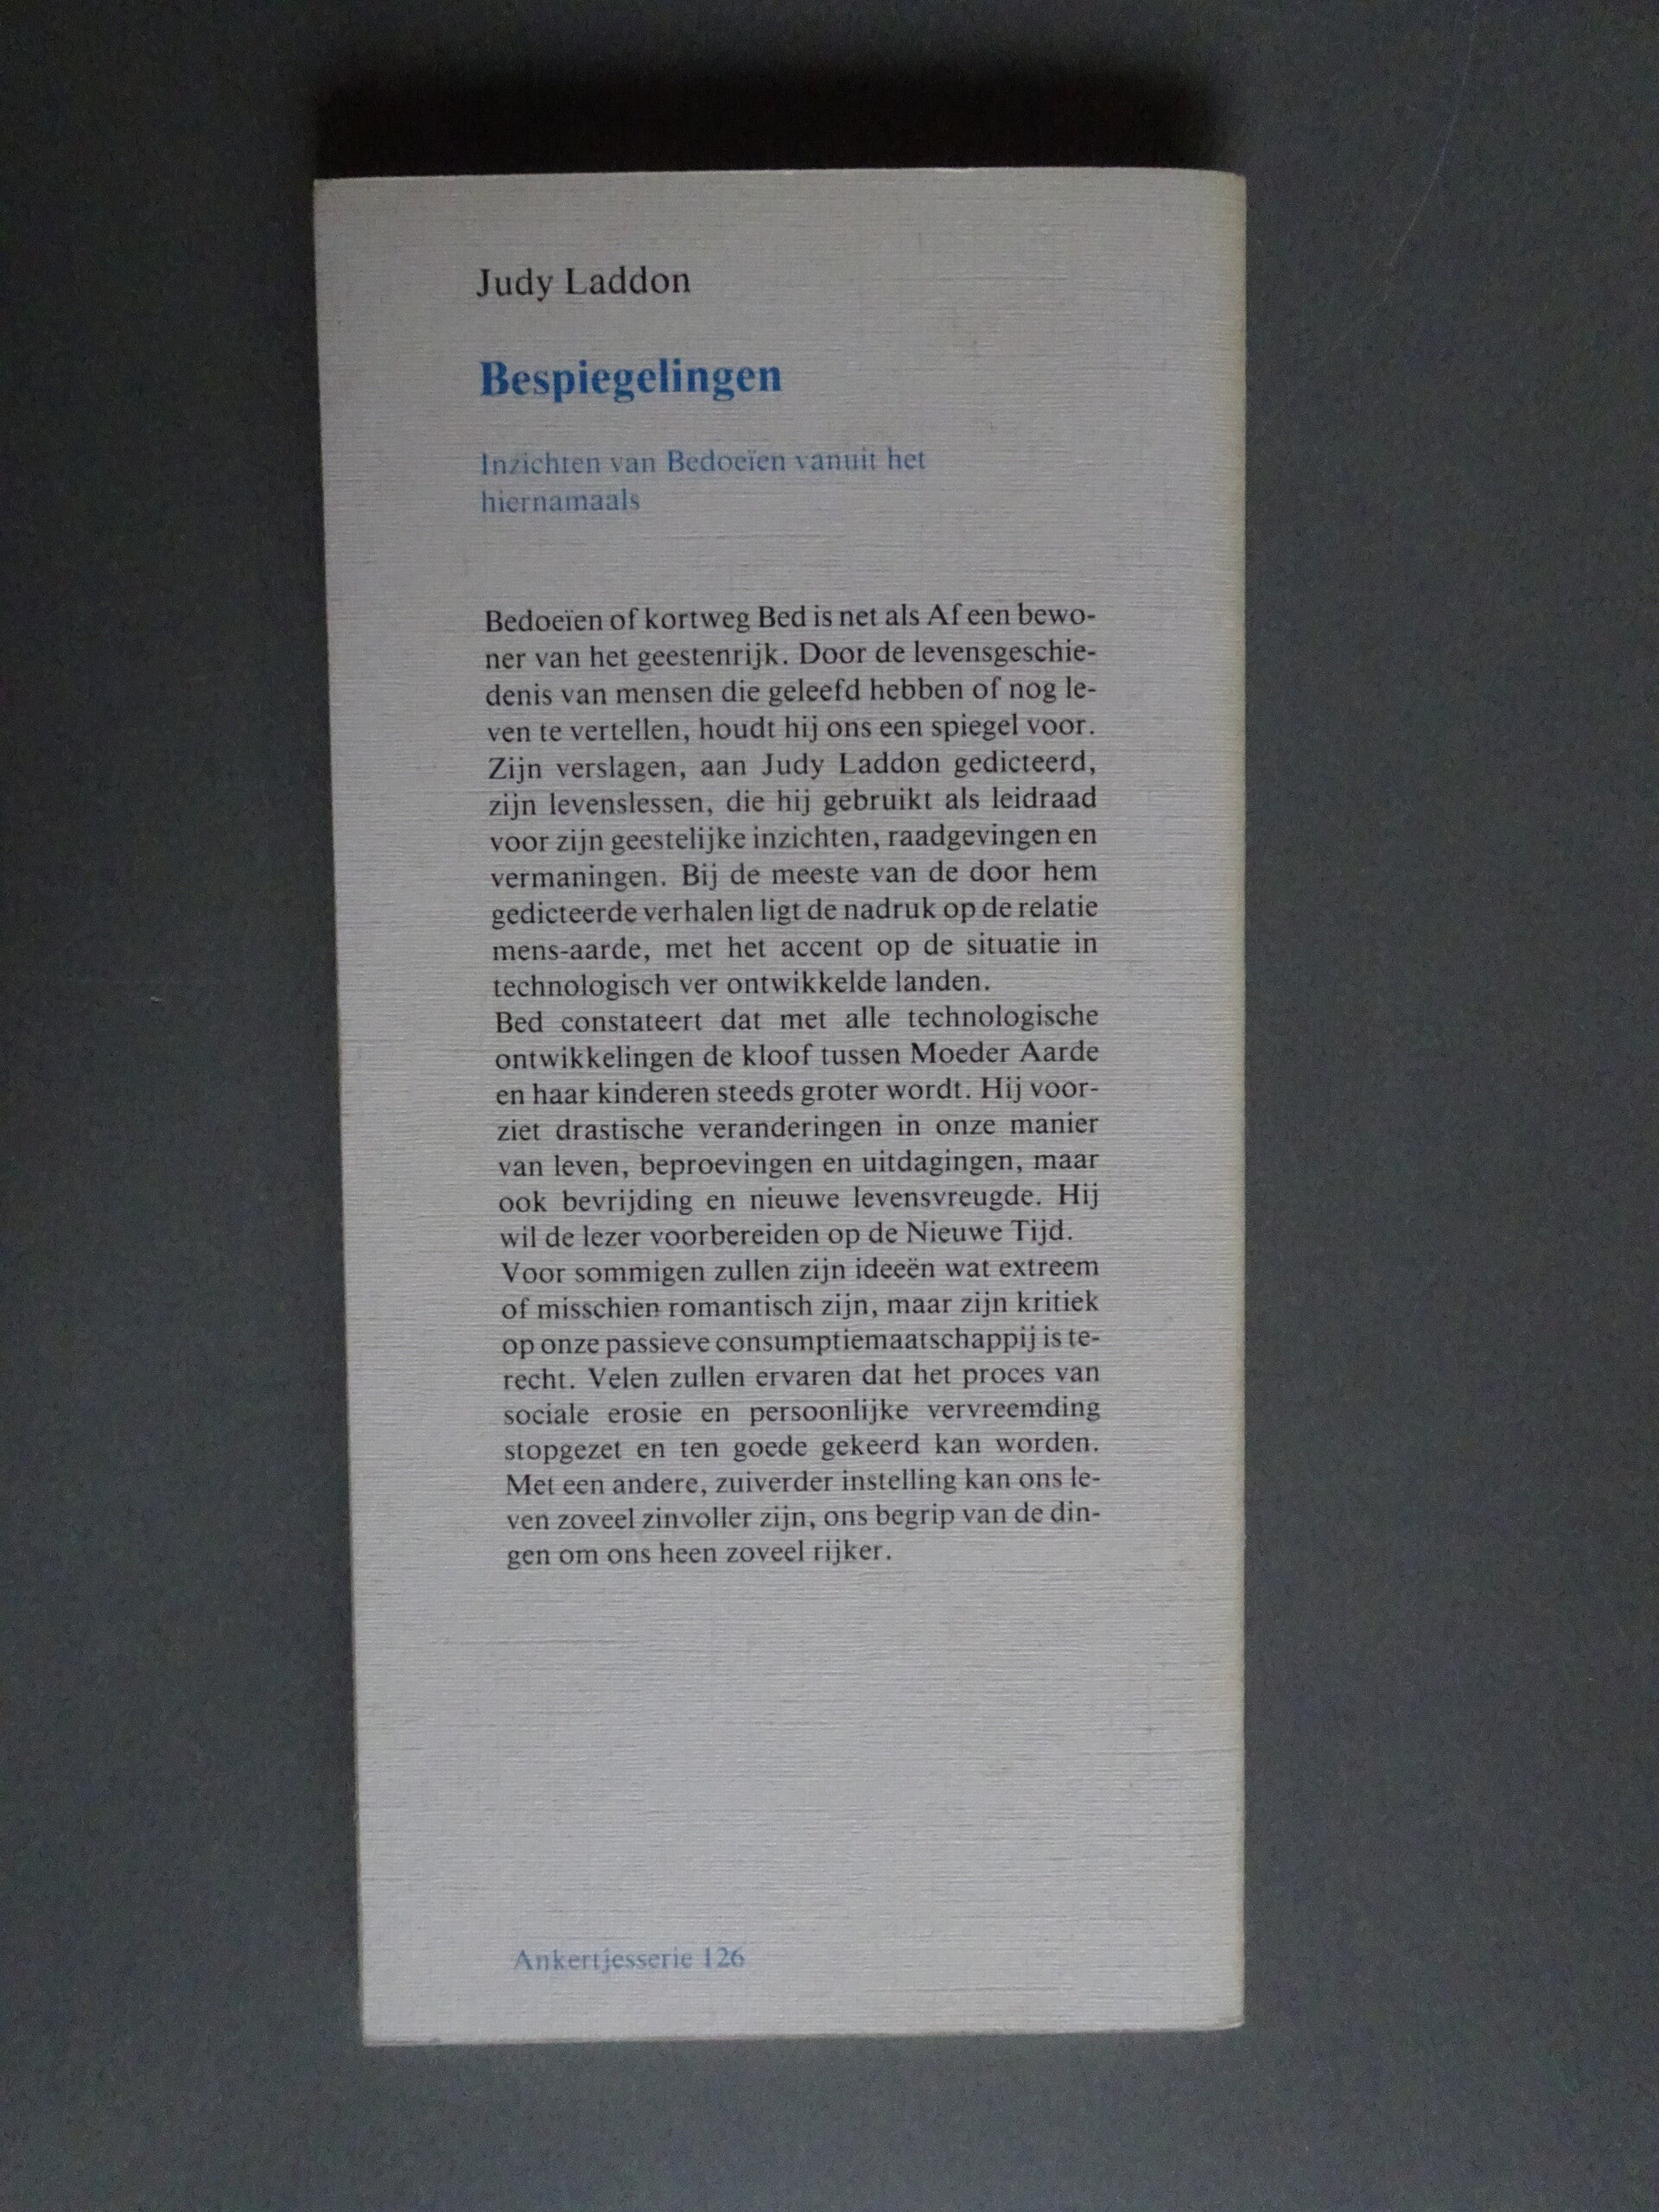 Judy Laddon
Bespiegelingen
Inzichten van Bedoeïen vanuit het
hiernamaals
Bedoeïen of kortweg Bed is net als Af een bewo-
ner van het geestenrijk. Door de levensgeschie-
denis van mensen die geleefd hebben of nog le-
ven te vertellen, houdt hij ons een spiegel voor.
Zijn verslagen, aan Judy Laddon gedicteerd,
zijn levenslessen, die hij gebruikt als leidraad
voor zijn geestelijke inzichten, raadgevingen en
vermaningen. Bij de meeste van de door hem
gedicteerde verhalen ligt de nadruk op de relatie
mens-aarde, met het accent op de situatie in
technologisch ver ontwikkelde landen.
Bed constateert dat met alle technologische
ontwikkelingen de kloof tussen Moeder Aarde
en haar kinderen steeds groter wordt. Hij voor-
ziet drastische veranderingen in onze manier
van leven, beproevingen en uitdagingen, maar
ook bevrijding en nieuwe levensvreugde. Hij
wil de lezer voorbereiden op de Nieuwe Tijd.
Voor sommigen zullen zijn ideeën wat extreem
of misschien romantisch zijn, maar zijn kritiek
op onze passieve consumptiemaatschappij is te-
recht. Velen zullen ervaren dat het proces van
sociale erosie en persoonlijke vervreemding
stopgezet en ten goede gekeerd kan worden.
Met een andere, zuiverder instelling kan ons le-
ven zoveel zinvoller zijn, ons begrip van de din-
gen om ons heen zoveel rijker.
Ankertjesserie 126